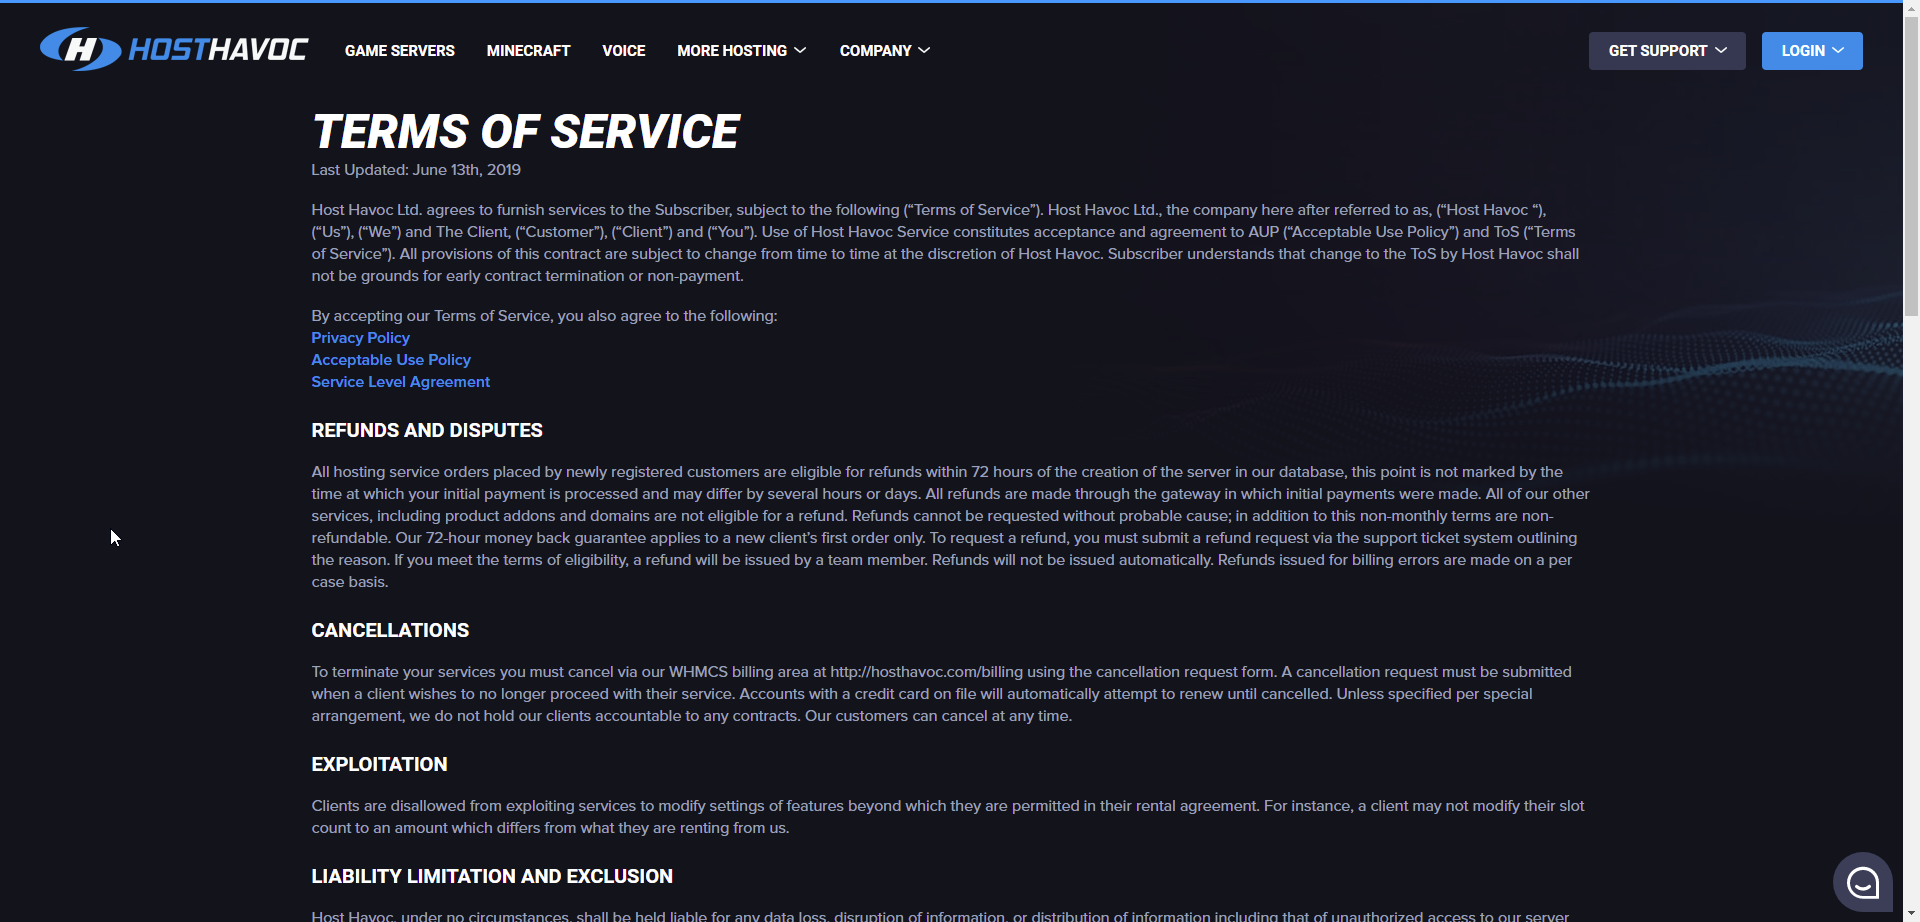 HOSTHAVOC GAME SERVERS MINECRAFT VOICE MORE HOSTING COMPANY GET SUPPORT LOGIN
TERMS OF SERVICE
Last Updated: June 13th, 2019
Host Havoc Ltd. agrees to furnish services to the Subscriber, subject to the following (“Terms of Service”). Host Havoc Ltd., the company here after referred to as, (“Host Havoc “),
(“Us”), (“We”) and The Client, (“Customer”), (“Client”) and (“You”). Use of Host Havoc Service constitutes acceptance and agreement to AUP (“Acceptable Use Policy”) and ToS (“Terms
of Service”). All provisions of this contract are subject to change from time to time at the discretion of Host Havoc. Subscriber understands that change to the ToS by Host Havoc shall
not be grounds for early contract termination or non-payment.
By accepting our Terms of Service, you also agree to the following:
Privacy Policy
Acceptable Use Policy
Service Level Agreement
REFUNDS AND DISPUTES
All hosting service orders placed by newly registered customers are eligible for refunds within 72 hours of the creation of the server in our database, this point is not marked by the
time at which your initial payment is processed and may differ by several hours or days. All refunds are made through the gateway in which initial payments were made. All of our other
services, including product addons and domains are not eligible for a refund. Refunds cannot be requested without probable cause; in addition to this non-monthly terms are non-
refundable. Our 72-hour money back guarantee applies to a new client’s first order only. To request a refund, you must submit a refund request via the support ticket system outlining
the reason. If you meet the terms of eligibility, a refund will be issued by a team member. Refunds will not be issued automatically. Refunds issued for billing errors are made on a per
case basis.
CANCELLATIONS
To terminate your services you must cancel via our WHMCS billing area at http://hosthavoc.com/billing using the cancellation request form. A cancellation request must be submitted
when a client wishes to no longer proceed with their service. Accounts with a credit card on file will automatically attempt to renew until cancelled. Unless specified per special
arrangement, we do not hold our clients accountable to any contracts. Our customers can cancel at any time.
EXPLOITATION
Clients are disallowed from exploiting services to modify settings of features beyond which they are permitted in their rental agreement. For instance, a client may not modify their slot
count to an amount which differs from what they are renting from us.
LIABILITY LIMITATION AND EXCLUSION
Host Havoc, under no circumstances, shall be held liable for any data loss, disruption of information, or distribution of information including that of unauthorized access to our server